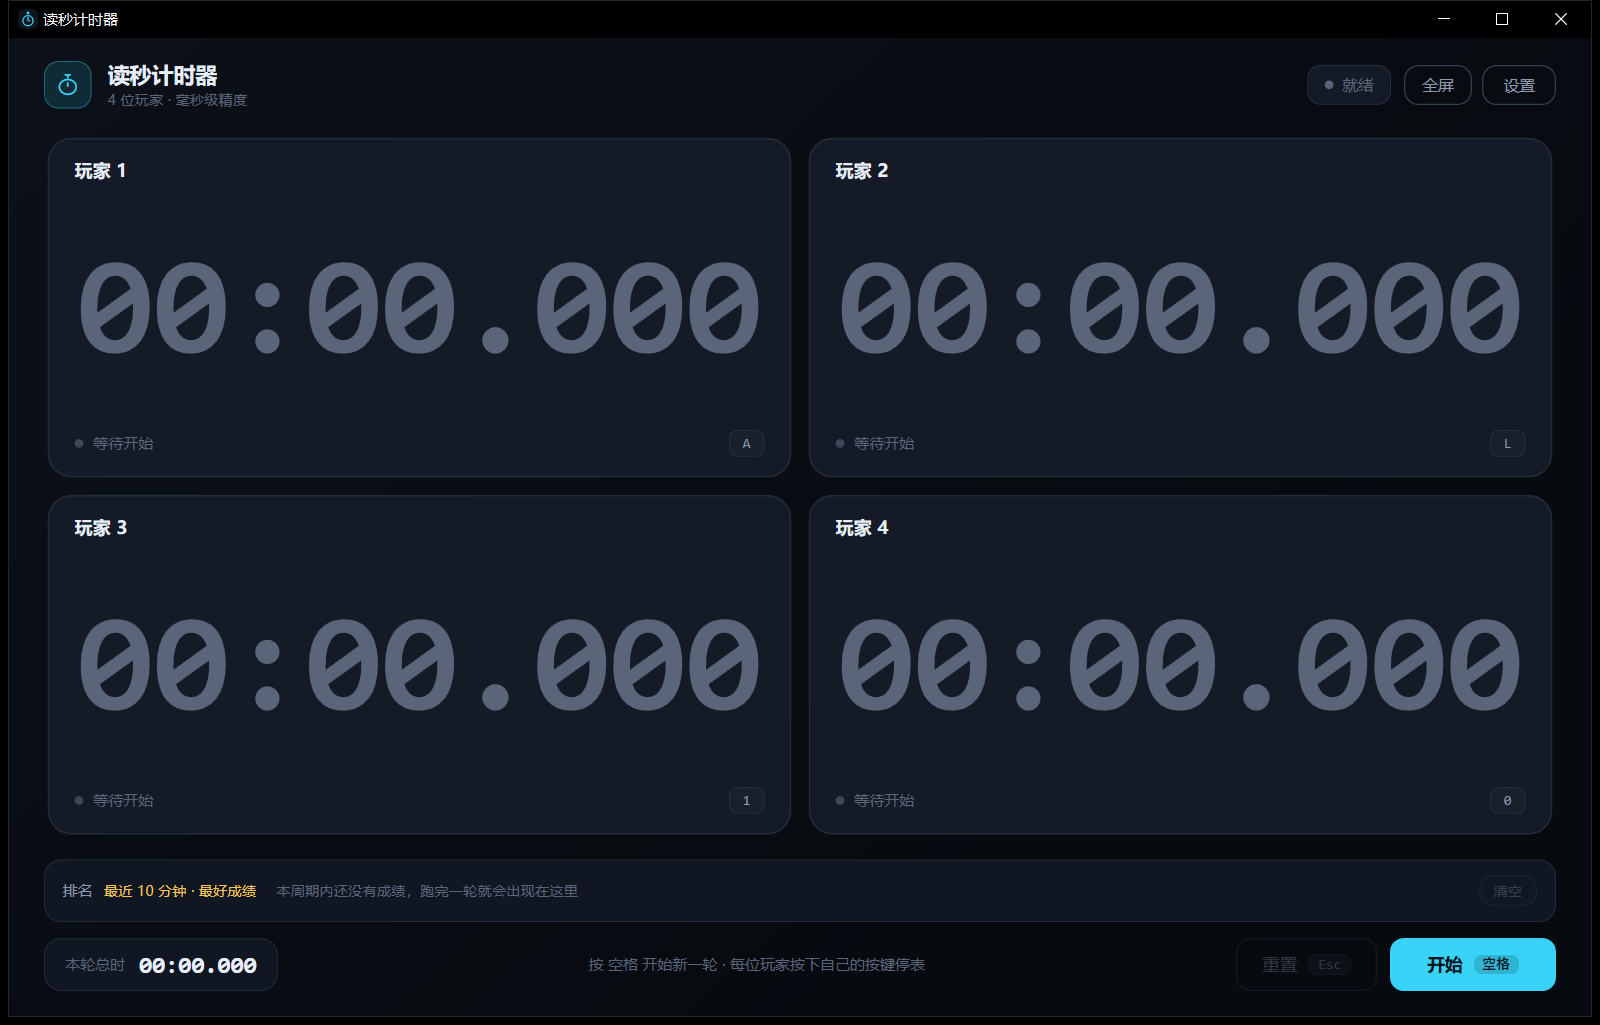 读秒计时器
读秒计时器
4 位玩家 · 毫秒级精度
就绪
全屏
设置
玩家 1
00:00.000
等待开始
A
玩家 2
00:00.000
等待开始
L
玩家 3
00:00.000
等待开始
1
玩家 4
00:00.000
等待开始
0
排名 最近 10 分钟 · 最好成绩 本周期内还没有成绩，跑完一轮就会出现在这里
清空
本轮总时 00:00.000
按 空格 开始新一轮 · 每位玩家按下自己的按键停表
重置 Esc
开始 空格